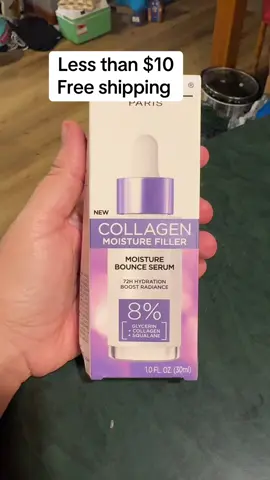 Less than $10
Free shipping
®
PARIS
NEW
COLLAGEN
MOISTURE FILLER
MOISTURE
BOUNCE SERUM
72H HYDRATION
BOOST RADIANCE
8%
GLYCERIN
+ COLLAGEN
+ SQUALANE
1.0 FL. OZ. (30ml)